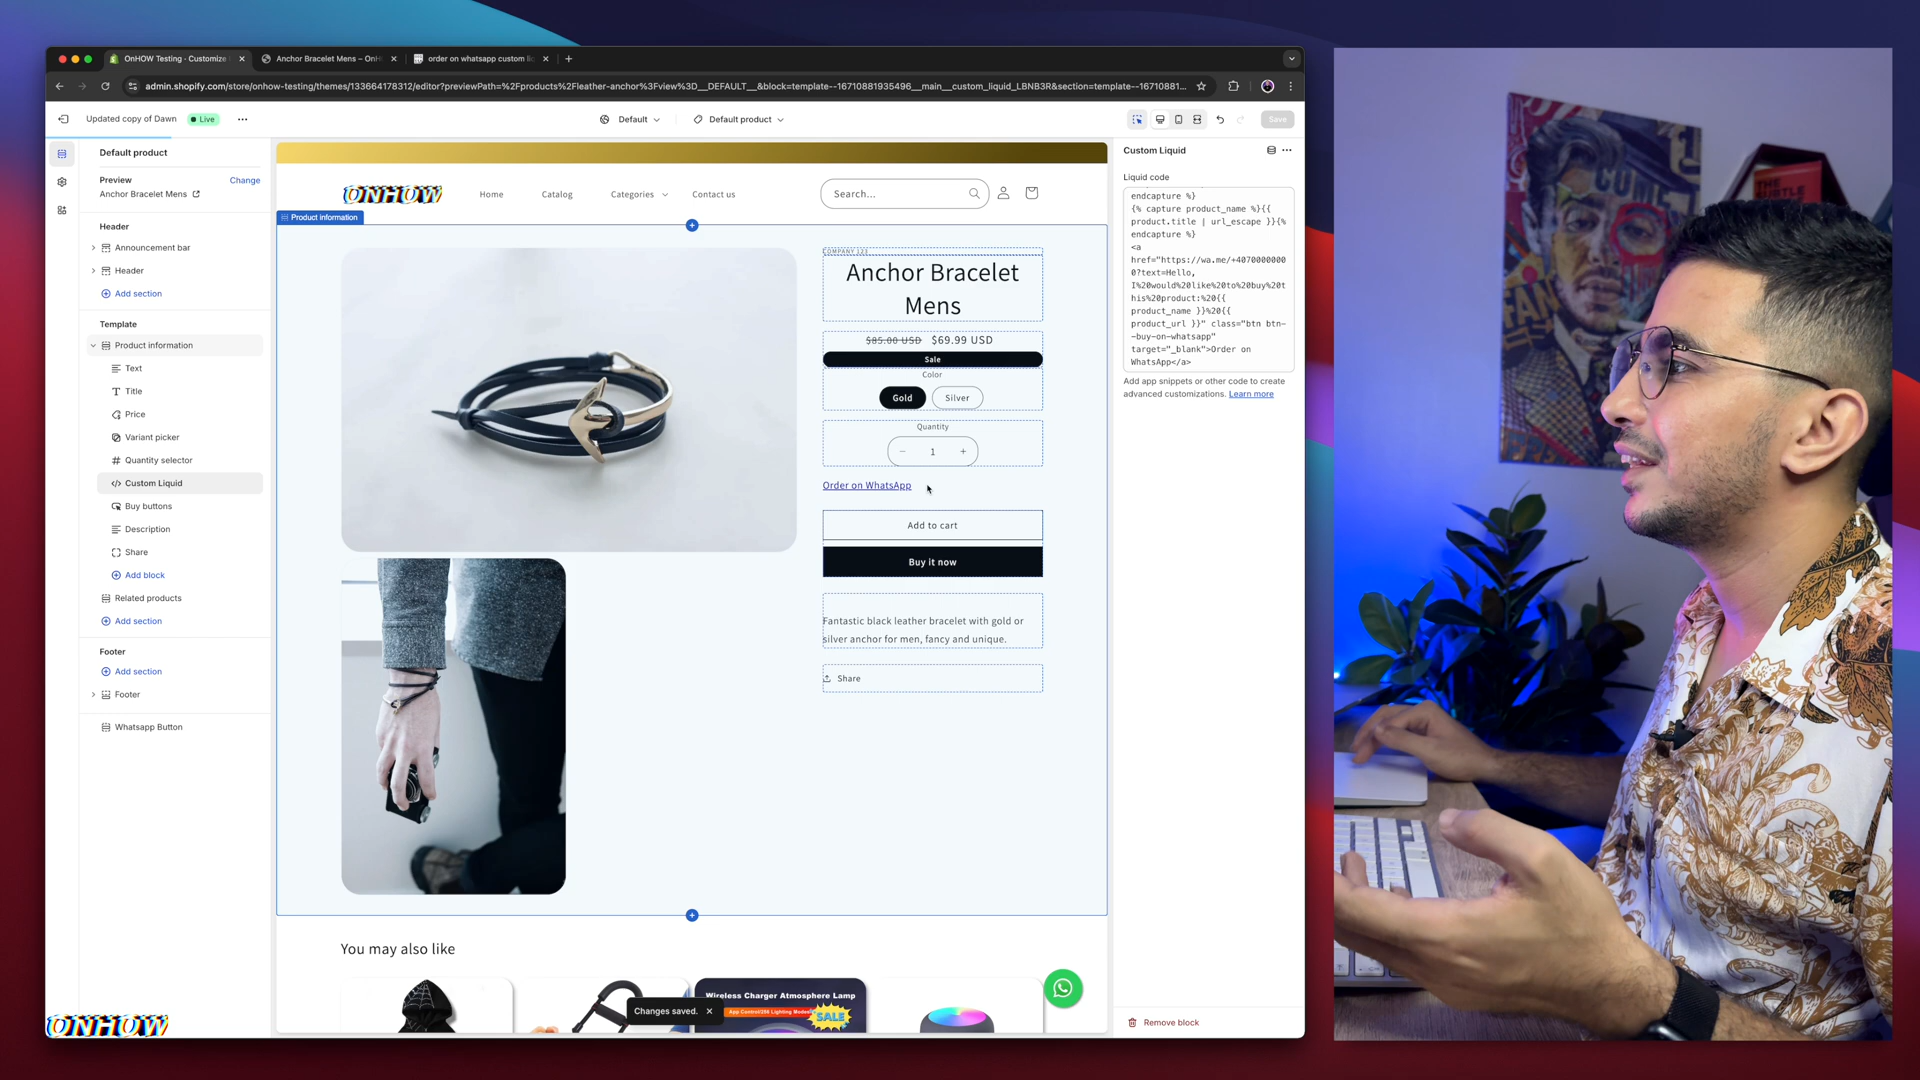 OnHOW Testing · Customize
Anchor Bracelet Mens – OnH
order on whatsapp custom li
admin.shopify.com/store/onhow-testing/themes/133664178312/editor?previewPath=%2Fproducts%2Fleather-anchor%3Fview%3D__DEFAULT__&block=template--16710881935496__main__custom_liquid_LBNB3R&section=template--16710881...
Updated copy of Dawn
Live
Default
Default product
Save
Default product
Preview
Change
Anchor Bracelet Mens
Header
Announcement bar
Header
Add section
Template
Product information
Text
Title
Price
Variant picker
Quantity selector
Custom Liquid
Buy buttons
Description
Share
Add block
Related products
Add section
Footer
Add section
Footer
Whatsapp Button
ONHOW
Home
Catalog
Categories
Contact us
Search...
Product information
COMPANY 123
Anchor Bracelet
Mens
$85.00 USD $69.99 USD
Sale
Color
Gold
Silver
Quantity
− 1 +
Order on WhatsApp
Add to cart
Buy it now
Fantastic black leather bracelet with gold or
silver anchor for men, fancy and unique.
Share
You may also like
Wireless Charger Atmosphere Lamp
App Control/256 Lighting Modes
SALE
Changes saved.
Custom Liquid
Liquid code
endcapture %}
{% capture product_name %}{{
product.title | url_escape }}{%
endcapture %}
<a
href="https://wa.me/+4070000000
0?text=Hello,
I%20would%20like%20to%20buy%20t
his%20product:%20{{
product_name }}%20{{
product_url }}" class="btn btn-
-buy-on-whatsapp"
target="_blank">Order on
WhatsApp</a>
Add app snippets or other code to create
advanced customizations. Learn more
Remove block
ONHOW